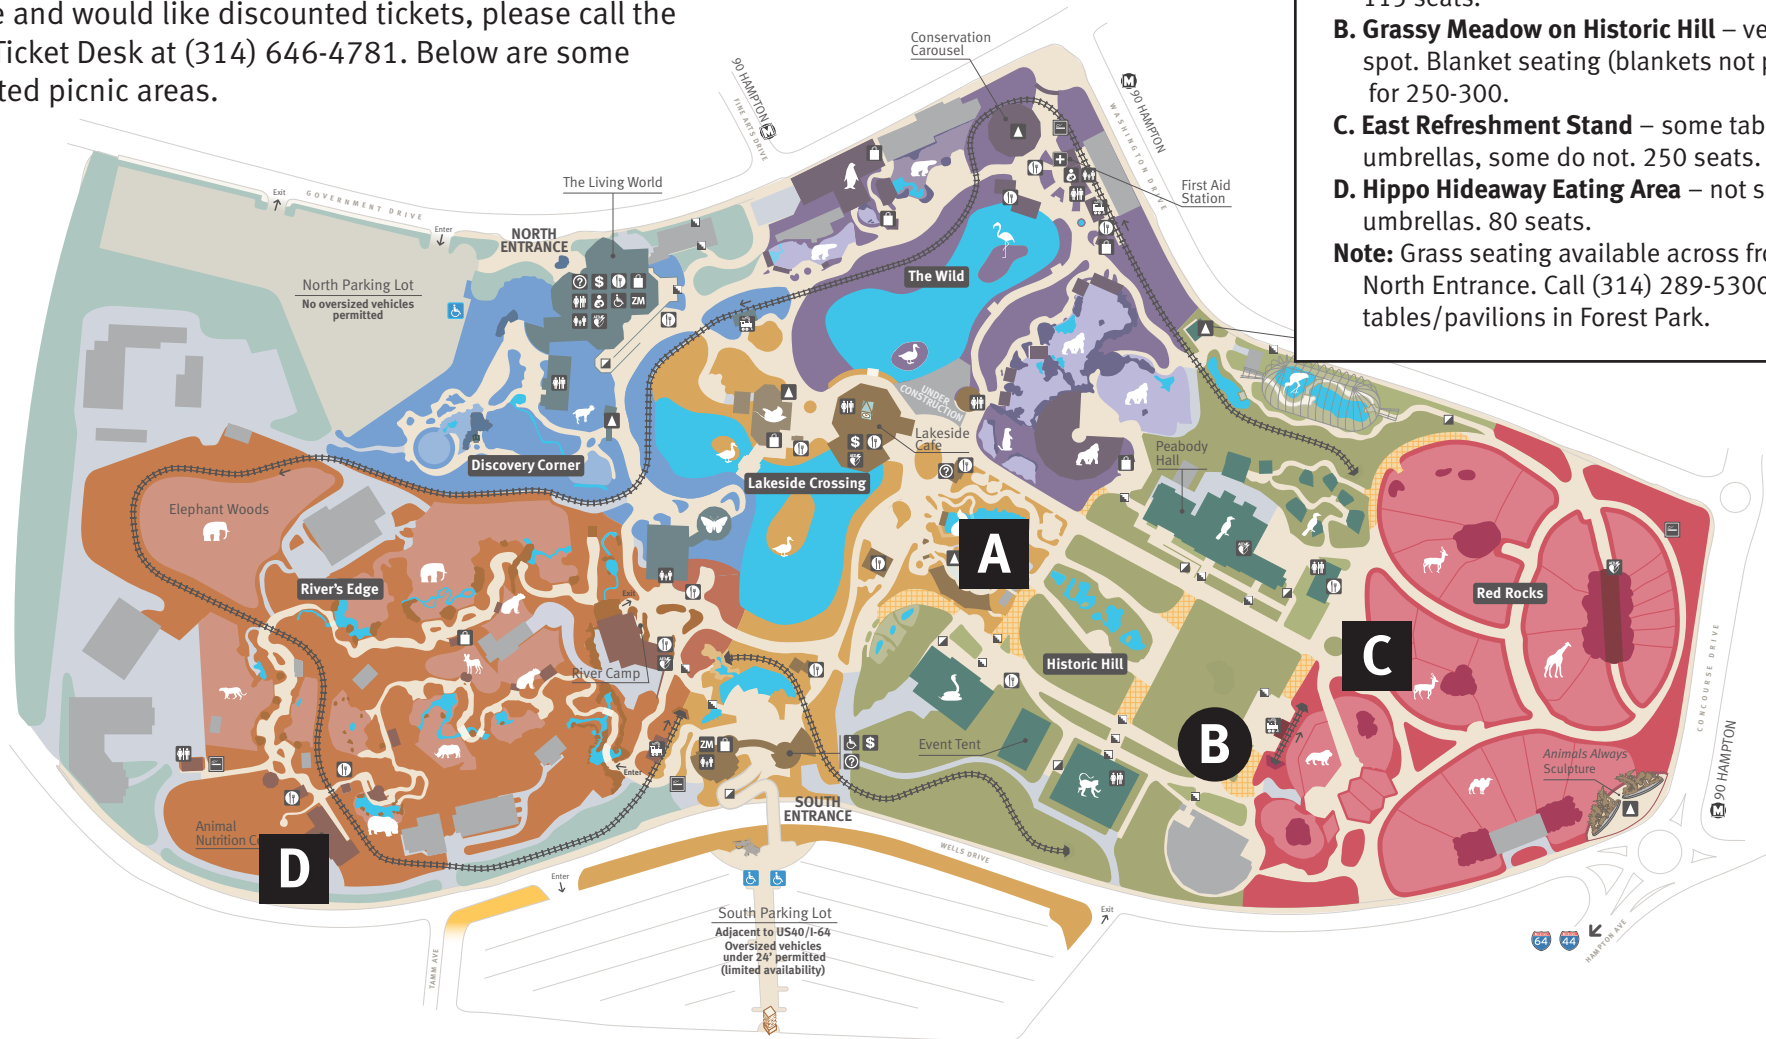 e and would like discounted tickets, please call the
Ticket Desk at (314) 646-4781. Below are some
ted picnic areas.
115 seats.
B. Grassy Meadow on Historic Hill – ve
spot. Blanket seating (blankets not p
for 250-300.
C. East Refreshment Stand – some tab
umbrellas, some do not. 250 seats.
D. Hippo Hideaway Eating Area – not s
umbrellas. 80 seats.
Note: Grass seating available across fro
North Entrance. Call (314) 289-5300
tables/pavilions in Forest Park.
Conservation
Carousel
90 HAMPTON
FINE ARTS DRIVE
90 HAMPTON
WASHINGTON DRIVE
The Living World
First Aid
Station
Exit
GOVERNMENT DRIVE
Enter
NORTH
ENTRANCE
North Parking Lot
No oversized vehicles
permitted
ZM
The Wild
UNDER
CONSTRUCTION
Lakeside
Cafe
Peabody
Hall
Discovery Corner
Lakeside Crossing
Elephant Woods
River's Edge
Exit
River Camp
A
Historic Hill
Red Rocks
C
B
Event Tent
CONCOURSE DRIVE
90 HAMPTON
Animals Always
Sculpture
ZM
Enter
SOUTH
ENTRANCE
Animal
Nutrition C
D
WELLS DRIVE
Enter
Exit
TAMM AVE
South Parking Lot
Adjacent to US40/I-64
Oversized vehicles
under 24' permitted
(limited availability)
64
44
HAMPTON AVE